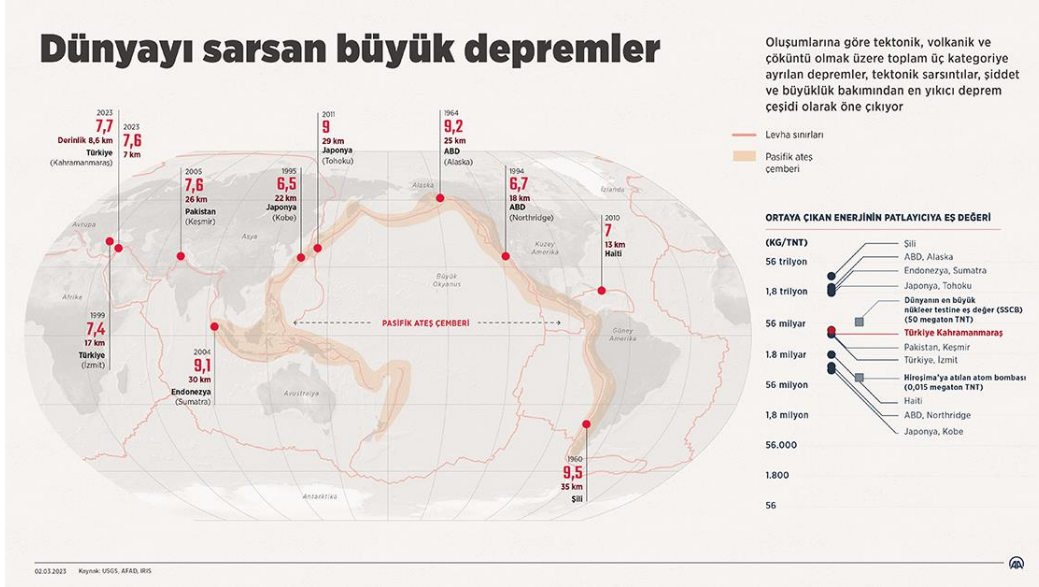 Dünyayı sarsan büyük depremler
Oluşumlarına göre tektonik, volkanik ve
çöküntü olmak üzere toplam üç kategoriye
ayrılan depremler, tektonik sarsıntılar, şiddet
ve büyüklük bakımından en yıkıcı deprem
çeşidi olarak öne çıkıyor
Levha sınırları
Pasifik ateş
çemberi
2023
7,7
Derinlik 8,6 km
Türkiye
(Kahramanmaraş)
2023
7,6
7 km
2005
7,6
26 km
Pakistan
(Keşmir)
1995
6,5
22 km
Japonya
(Kobe)
2011
9
29 km
Japonya
(Tohoku)
1964
9,2
25 km
ABD
(Alaska)
1994
6,7
18 km
ABD
(Northridge)
2010
7
13 km
Haiti
1999
7,4
17 km
Türkiye
(İzmit)
2004
9,1
30 km
Endonezya
(Sumatra)
1960
9,5
35 km
Şili
Avrupa
Asya
Afrika
Alaska
İzlanda
Kuzey
Amerika
Büyük
Okyanus
PASİFİK ATEŞ ÇEMBERİ
Güney
Amerika
Avustralya
Antarktika
ORTAYA ÇIKAN ENERJİNİN PATLAYICIYA EŞ DEĞERİ
(KG/TNT)
56 trilyon
1,8 trilyon
56 milyar
1.8 milyar
56 milyon
1,8 milyon
56.000
1.800
56
Şili
ABD, Alaska
Endonezya, Sumatra
Japonya, Tohoku
Dünyanın en büyük
nükleer testine eş değer (SSCB)
(50 megaton TNT)
Türkiye Kahramanmaraş
Pakistan, Keşmir
Türkiye, İzmit
Hiroşima'ya atılan atom bombası
(0,015 megaton TNT)
Haiti
ABD, Northridge
Japonya, Kobe
02.03.2023 Kaynak: USGS, AFAD, IRIS
AA